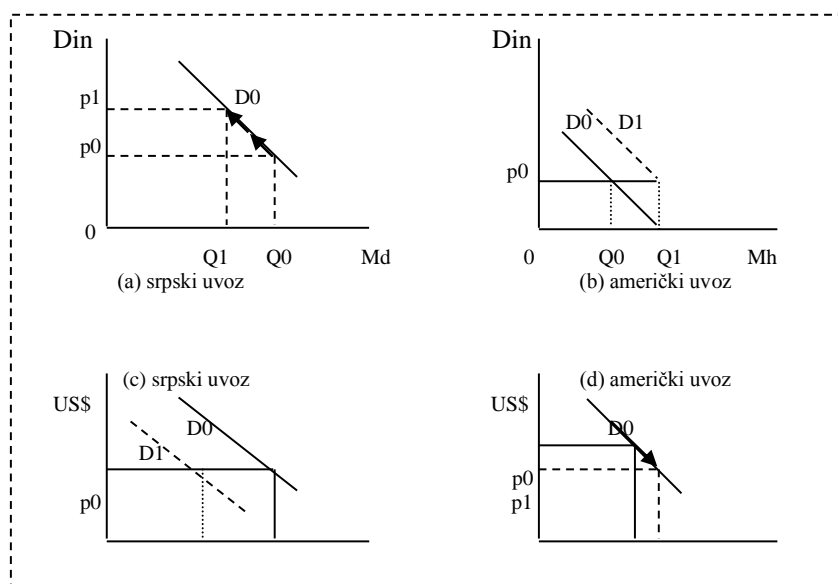 Din
p1
D0
p0
0
Q1 Q0 Md
(a) srpski uvoz
Din
D0 D1
p0
0 Q0 Q1 Mh
(b) američki uvoz
(c) srpski uvoz
US$
D0
D1
p0
(d) američki uvoz
US$
D0
p0
p1